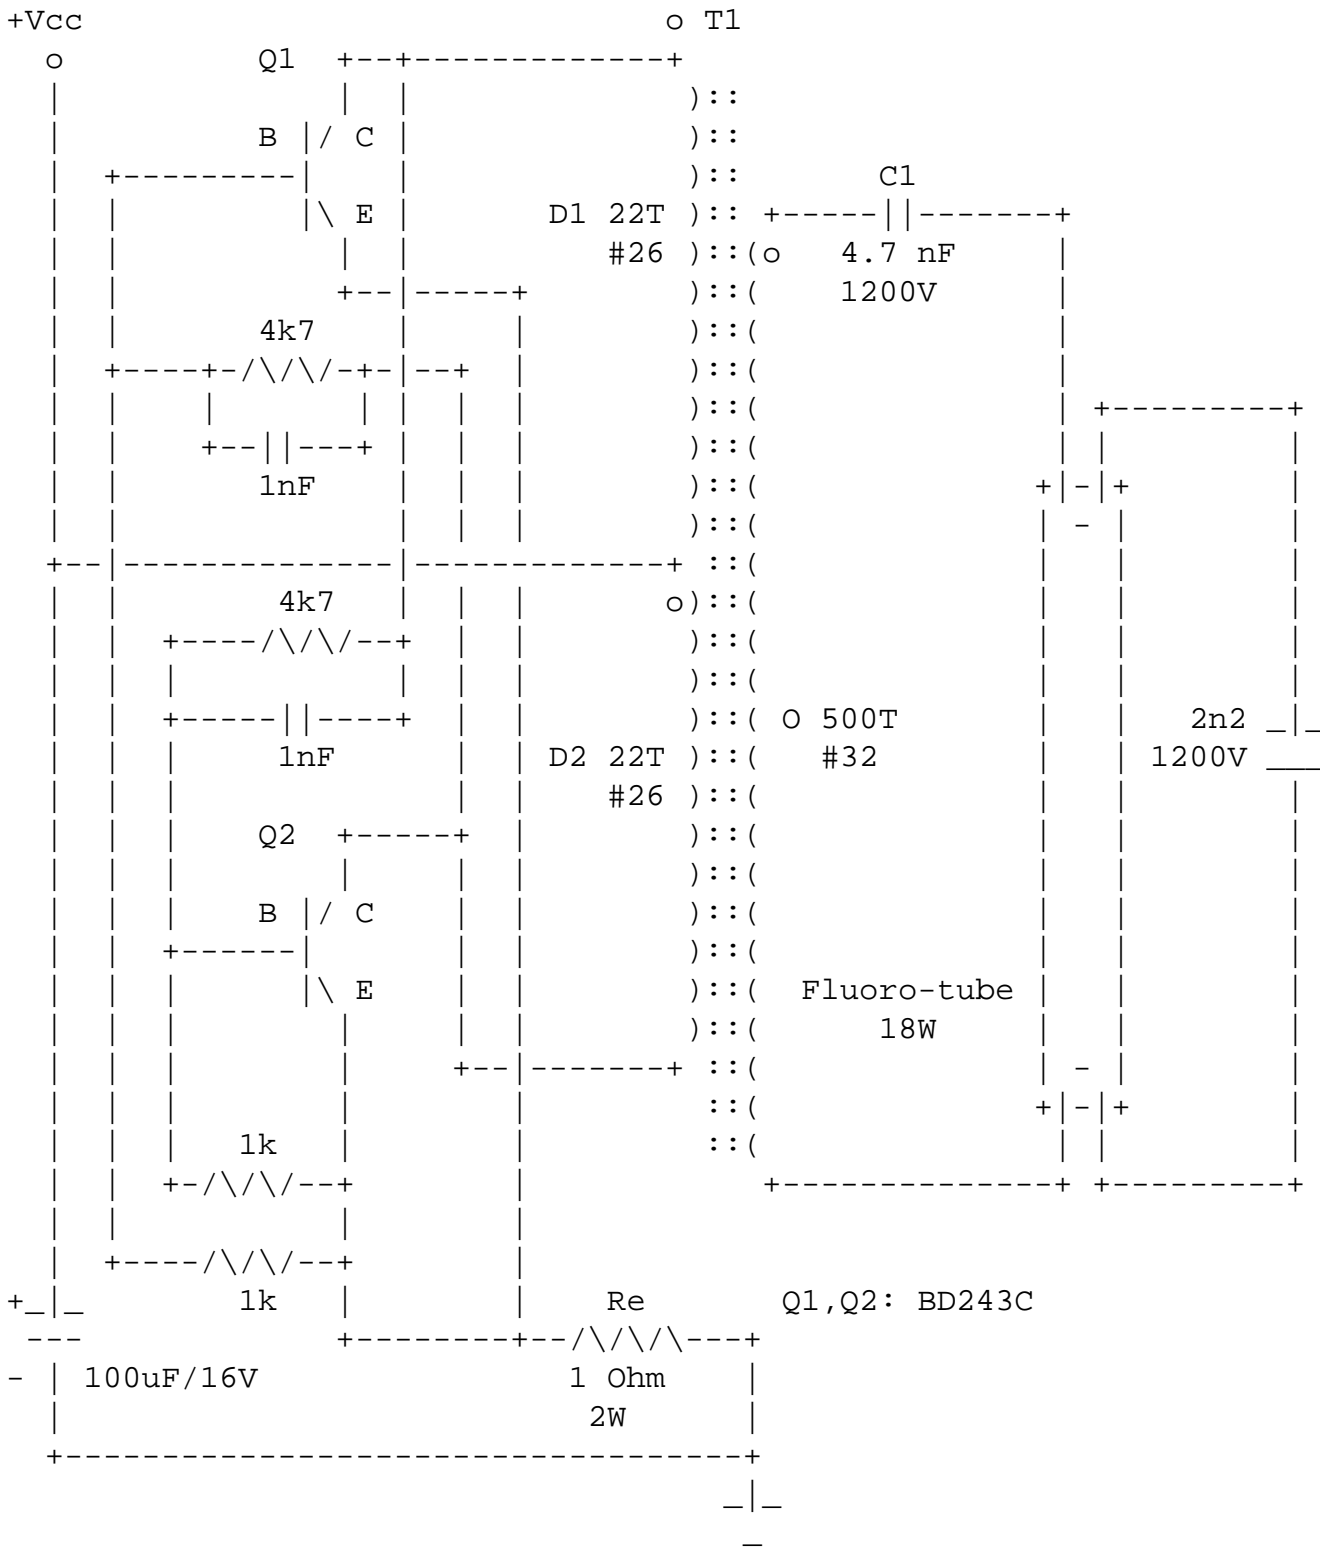 +Vcc o T1
o Q1
B C
C1
E D1 22T
#26 o 4.7 nF
1200V
4k7
1nF
4k7 o
O 500T 2n2
1nF D2 22T #32 1200V
#26
Q2
B C
E Fluoro-tube
18W
1k
+ 1k Re Q1,Q2: BD243C
- 100uF/16V 1 Ohm
2W